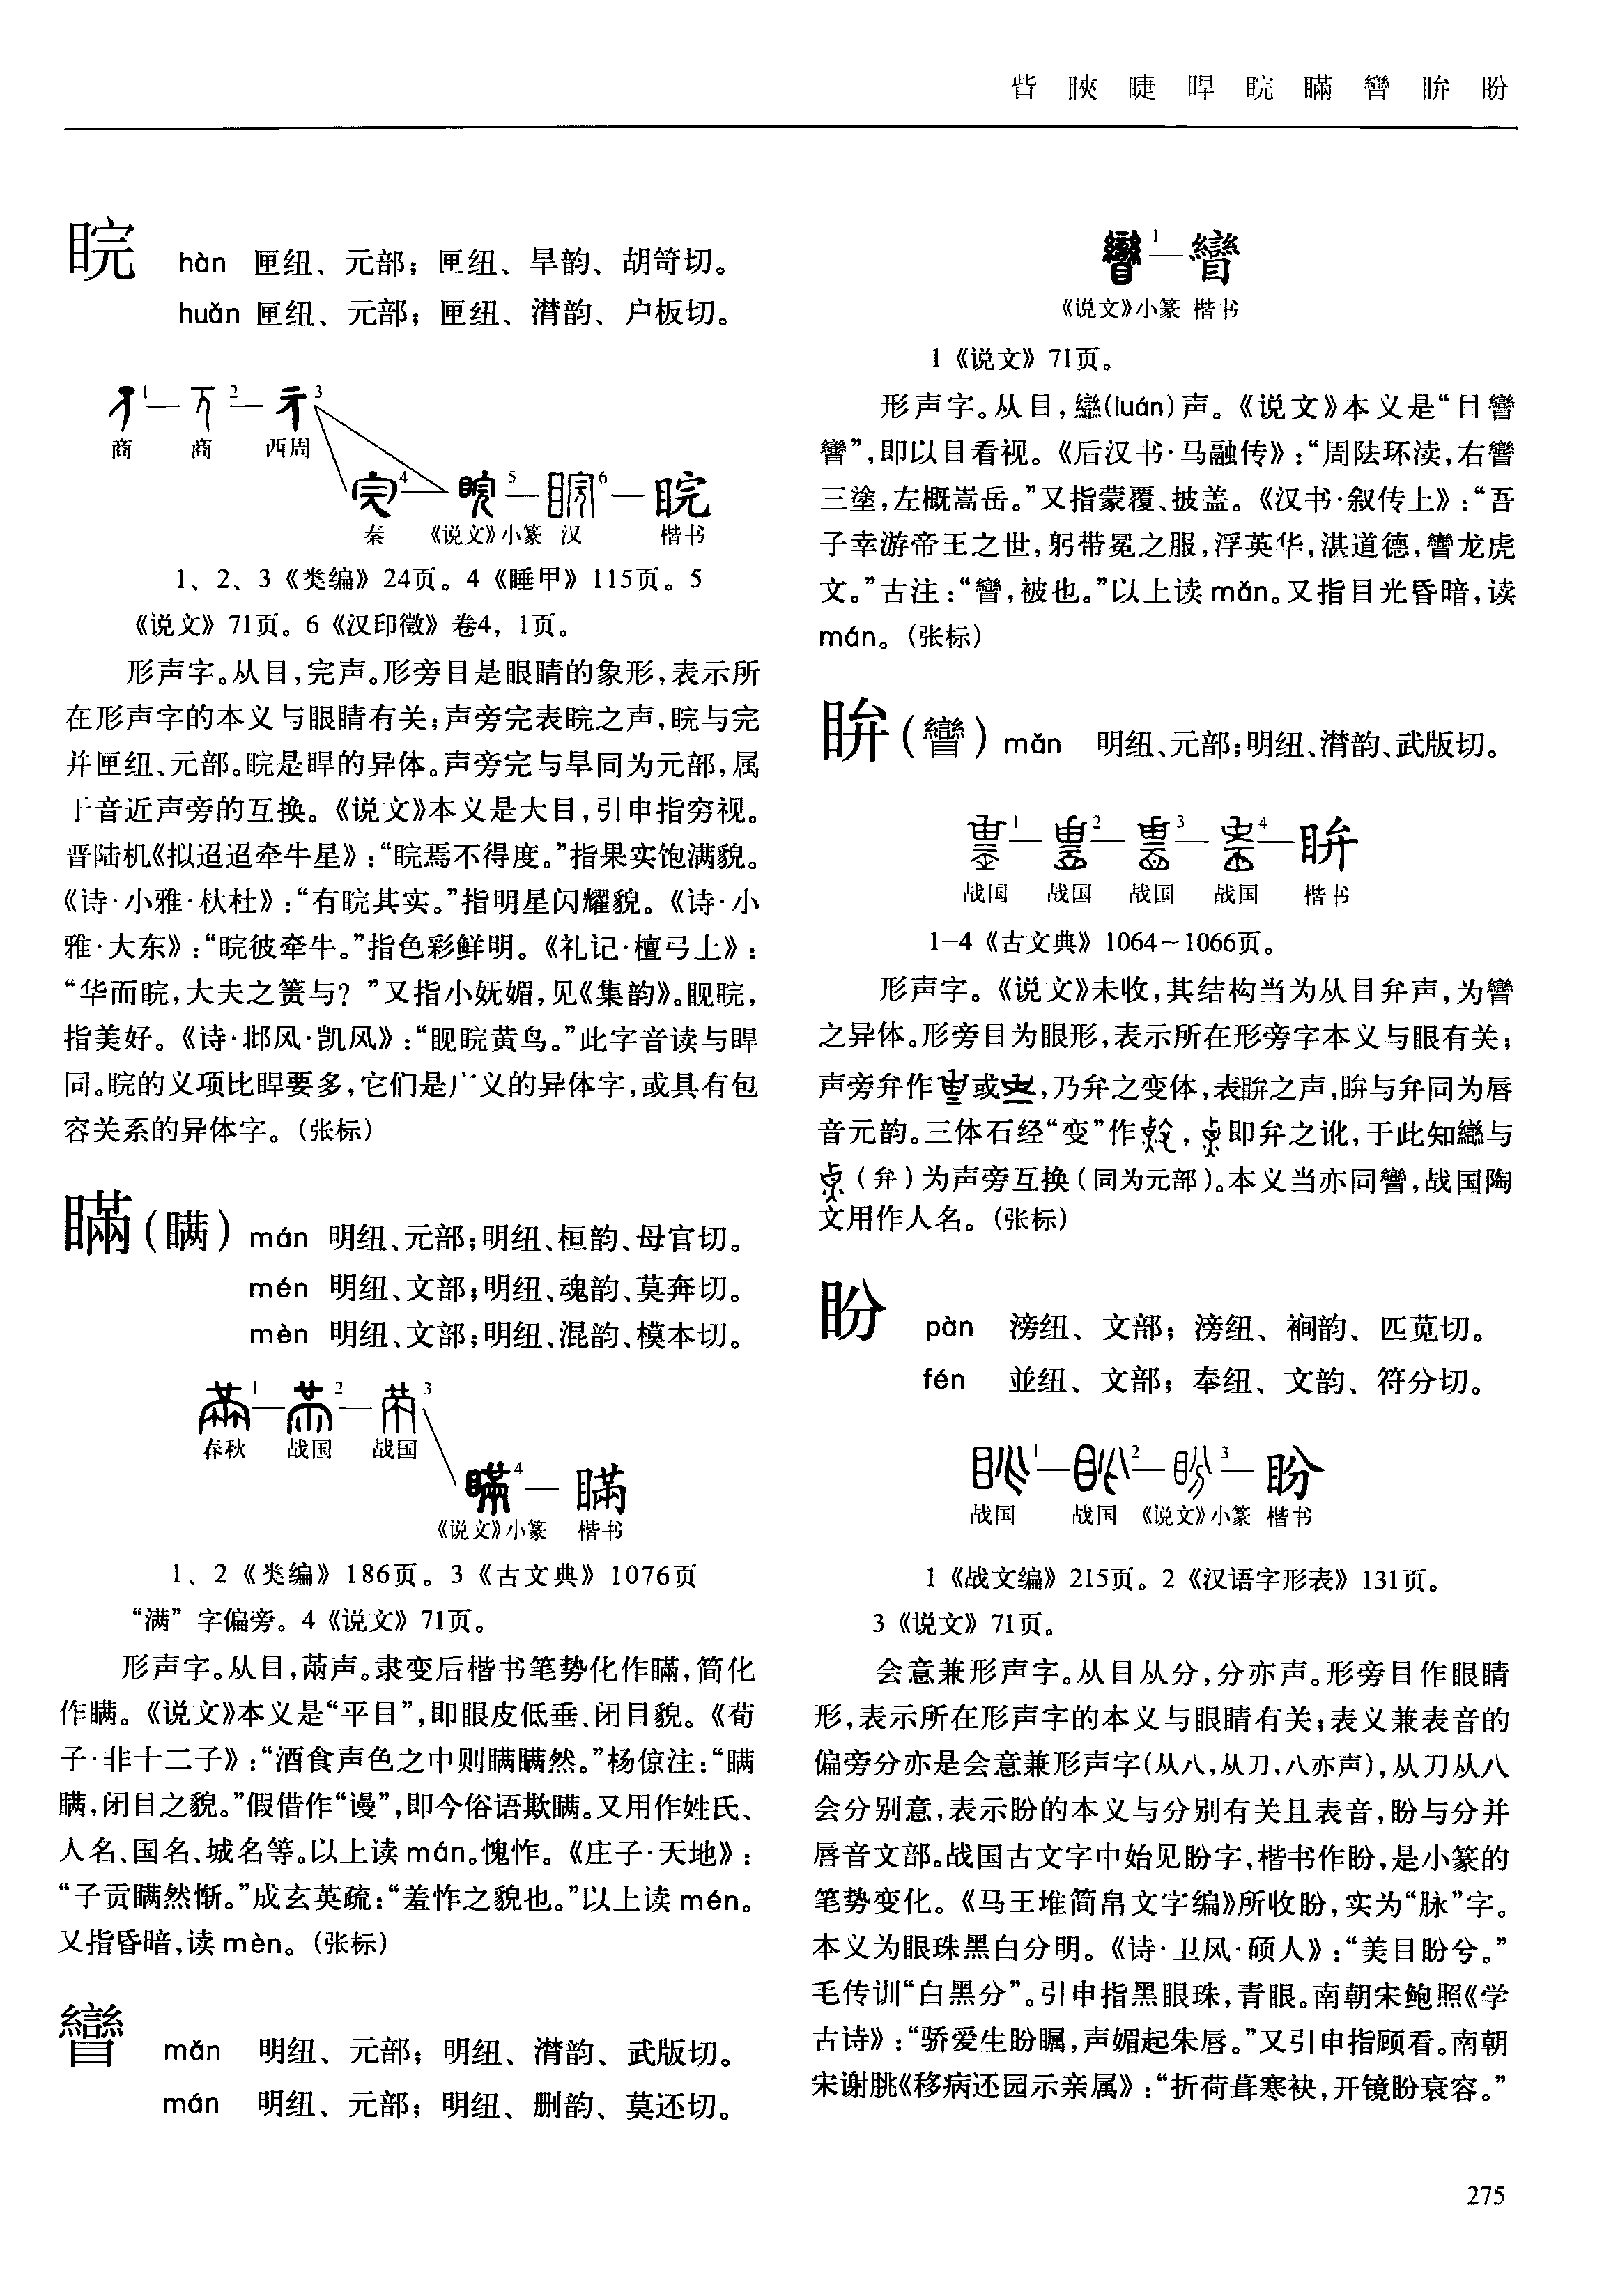 眥 䀹 睫 睅 睆 瞞 矕 䀒 盼
睆 hàn 匣纽、元部；匣纽、旱韵、胡笴切。
huǎn 匣纽、元部；匣纽、潸韵、户板切。
1 — 2 — 3
商 商 西周
4 5 — 6 — 睆
秦 《说文》小篆 汉 楷书
1、2、3《类编》24页。4《睡甲》115页。5
《说文》71页。6《汉印徵》卷4，1页。
形声字。从目，完声。形旁目是眼睛的象形，表示所
在形声字的本义与眼睛有关；声旁完表睆之声，睆与完
并匣纽、元部。睆是睅的异体。声旁完与旱同为元部，属
于音近声旁的互换。《说文》本义是大目，引申指穷视。
晋陆机《拟迢迢牵牛星》：“睆焉不得度。”指果实饱满貌。
《诗·小雅·杕杜》：“有睆其实。”指明星闪耀貌。《诗·小
雅·大东》：“睆彼牵牛。”指色彩鲜明。《礼记·檀弓上》：
“华而睆，大夫之箦与？”又指小妩媚，见《集韵》。睍睆，
指美好。《诗·邶风·凯风》：“睍睆黄鸟。”此字音读与睅
同。睆的义项比睅要多，它们是广义的异体字，或具有包
容关系的异体字。（张标）
瞞（瞒）mán 明纽、元部；明纽、桓韵、母官切。
mén 明纽、文部；明纽、魂韵、莫奔切。
mèn 明纽、文部；明纽、混韵、模本切。
1 — 2 — 3
春秋 战国 战国
4 — 瞞
《说文》小篆 楷书
1、2《类编》186页。3《古文典》1076页
“满”字偏旁。4《说文》71页。
形声字。从目，㒼声。隶变后楷书笔势化作瞞，简化
作瞒。《说文》本义是“平目”，即眼皮低垂、闭目貌。《荀
子·非十二子》：“酒食声色之中则瞒瞒然。”杨倞注：“瞒
瞒，闭目之貌。”假借作“谩”，即今俗语欺瞒。又用作姓氏、
人名、国名、城名等。以上读mán。愧怍。《庄子·天地》：
“子贡瞒然惭。”成玄英疏：“羞怍之貌也。”以上读mén。
又指昏暗，读mèn。（张标）
矕 mǎn 明纽、元部；明纽、潸韵、武版切。
mán 明纽、元部；明纽、删韵、莫还切。
1 — 矕
《说文》小篆 楷书
1《说文》71页。
形声字。从目，䜌(luán)声。《说文》本义是“目矕
矕”，即以目看视。《后汉书·马融传》：“周阹环渎，右矕
三塗，左概嵩岳。”又指蒙覆、披盖。《汉书·叙传上》：“吾
子幸游帝王之世，躬带冕之服，浮英华，湛道德，矕龙虎
文。”古注：“矕，被也。”以上读mǎn。又指目光昏暗，读
mán。（张标）
（矕）mǎn 明纽、元部；明纽、潸韵、武版切。
1 — 2 — 3 — 4 —
战国 战国 战国 战国 楷书
1-4《古文典》1064～1066页。
形声字。《说文》未收，其结构当为从目弁声，为矕
之异体。形旁目为眼形，表示所在形旁字本义与眼有关；
声旁弁作或，乃弁之变体，表之声，与弁同为唇
音元韵。三体石经“变”作，即弁之讹，于此知䜌与
（弁）为声旁互换（同为元部）。本义当亦同矕，战国陶
文用作人名。（张标）
盼 pàn 滂纽、文部；滂纽、裥韵、匹苋切。
fén 並纽、文部；奉纽、文韵、符分切。
1 — 2 — 3 — 盼
战国 战国 《说文》小篆 楷书
1《战文编》215页。2《汉语字形表》131页。
3《说文》71页。
会意兼形声字。从目从分，分亦声。形旁目作眼睛
形，表示所在形声字的本义与眼睛有关；表义兼表音的
偏旁分亦是会意兼形声字（从八，从刀，八亦声），从刀从八
会分别意，表示盼的本义与分别有关且表音，盼与分并
唇音文部。战国古文字中始见盼字，楷书作盼，是小篆的
笔势变化。《马王堆简帛文字编》所收盼，实为“脉”字。
本义为眼珠黑白分明。《诗·卫风·硕人》：“美目盼兮。”
毛传训“白黑分”。引申指黑眼珠，青眼。南朝宋鲍照《学
古诗》：“骄爱生盼瞩，声媚起朱唇。”又引申指顾看。南朝
宋谢朓《移病还园示亲属》：“折荷葺寒袂，开镜盼衰容。”
275